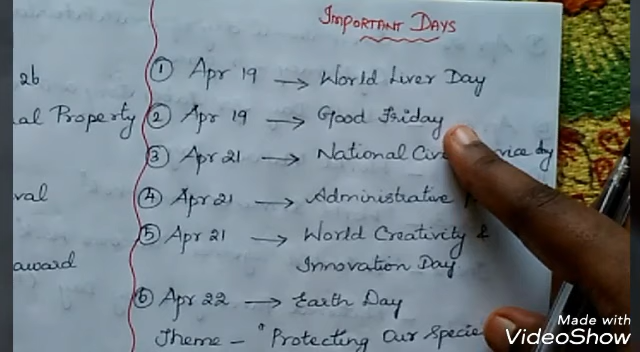 IMPORTANT DAYS
2b
al Property
val
award
① Apr 19 → World Liver Day
② Apr 19 → Good Friday
③ Apr 21 → National Civ vice day
④ Apr 21 → Administrative
⑤ Apr 21 → World Creativity &
Innovation Day
⑥ Apr 22 → Earth Day
Theme - "Protecting Our Specie
Made with
VideoShow